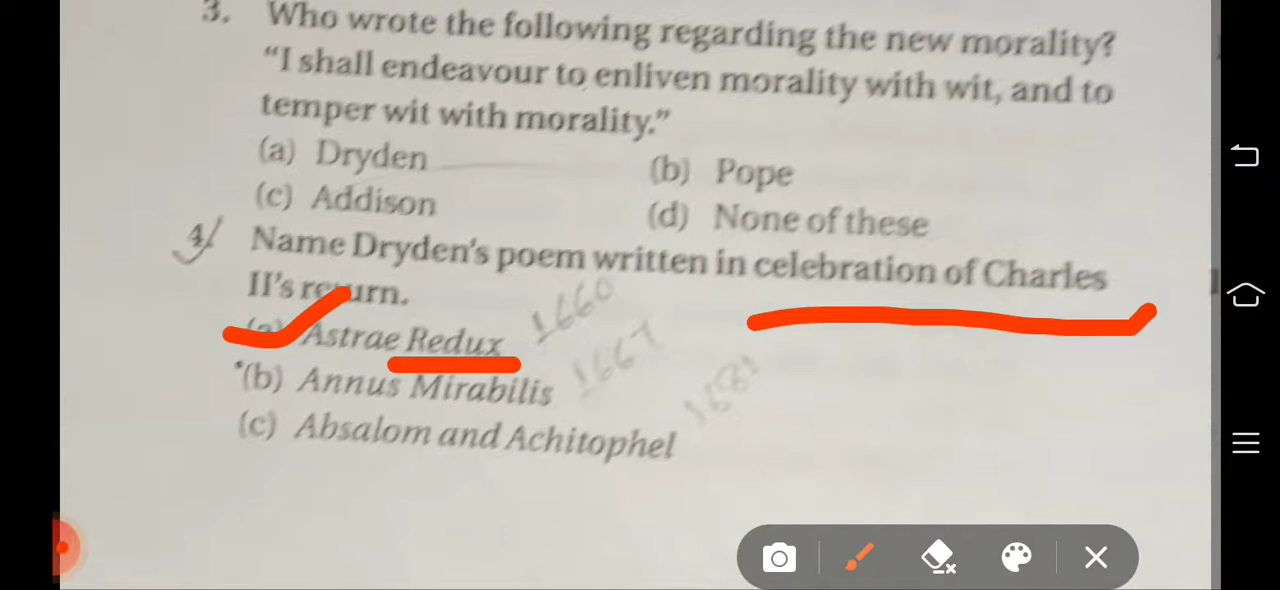 3. Who wrote the following regarding the new morality?
"I shall endeavour to enliven morality with wit, and to
temper wit with morality."
(a) Dryden (b) Pope
(c) Addison (d) None of these
4 Name Dryden's poem written in celebration of Charles
II's return.
(a) Astrae Redux 1660
(b) Annus Mirabilis 1667
(c) Absalom and Achitophel 1681